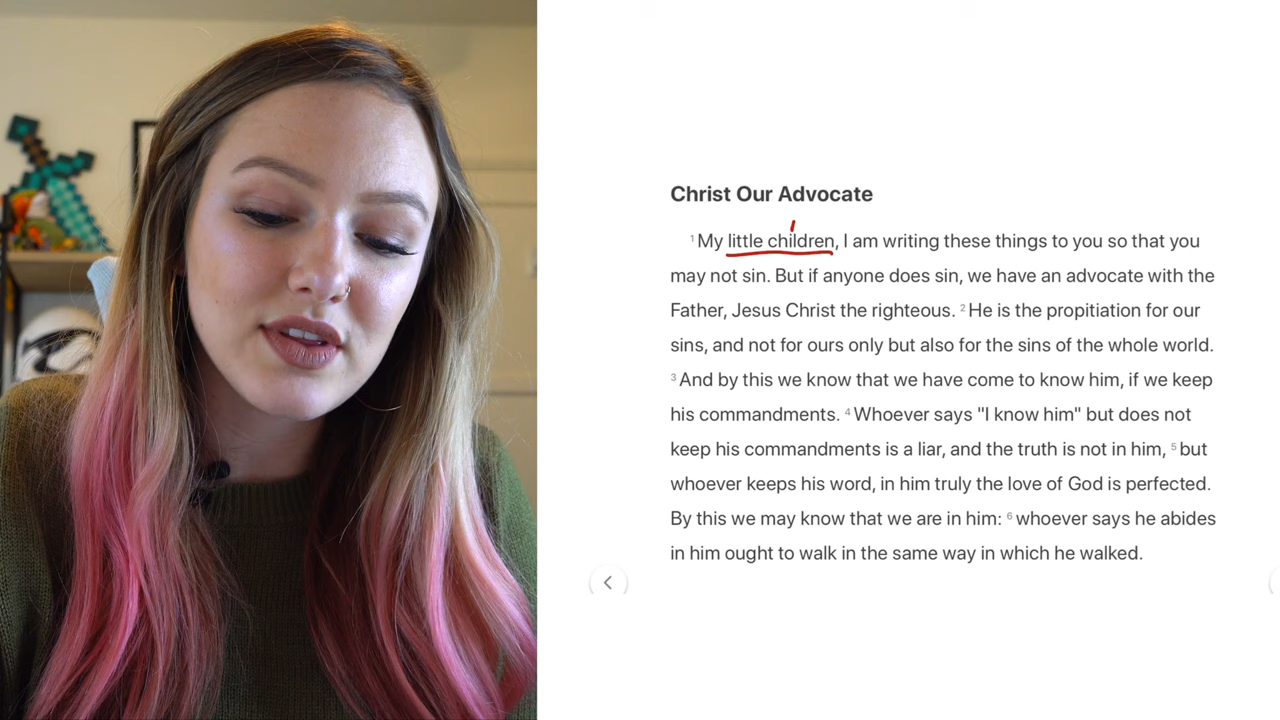 Christ Our Advocate
1 My little children, I am writing these things to you so that you
may not sin. But if anyone does sin, we have an advocate with the
Father, Jesus Christ the righteous. 2 He is the propitiation for our
sins, and not for ours only but also for the sins of the whole world.
3 And by this we know that we have come to know him, if we keep
his commandments. 4 Whoever says "I know him" but does not
keep his commandments is a liar, and the truth is not in him, 5 but
whoever keeps his word, in him truly the love of God is perfected.
By this we may know that we are in him: 6 whoever says he abides
in him ought to walk in the same way in which he walked.